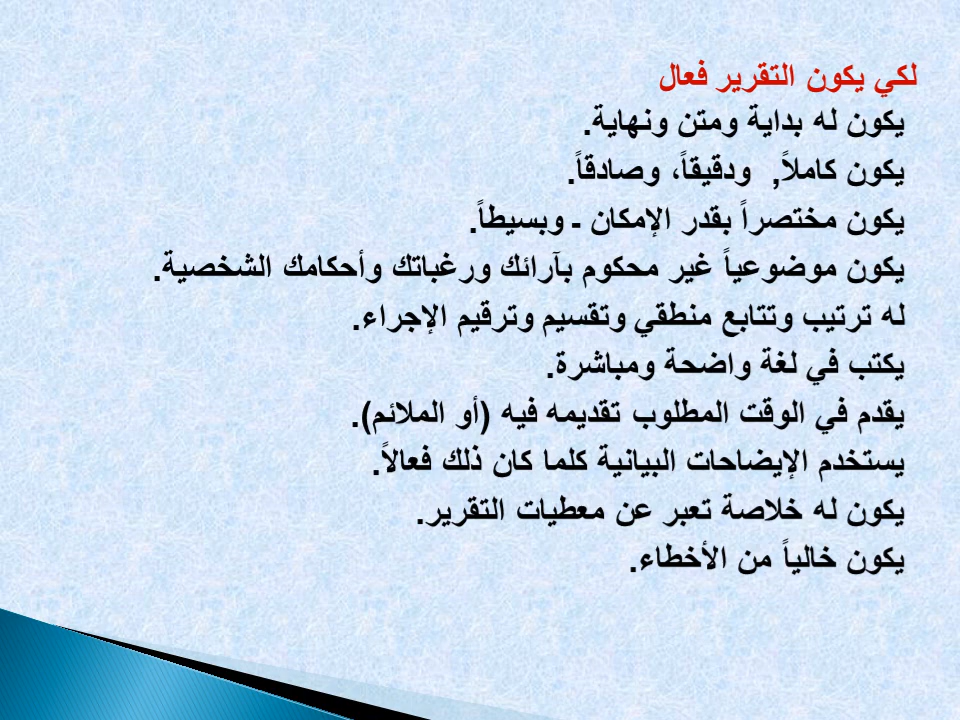 لكي يكون التقرير فعال
يكون له بداية ومتن ونهاية.
يكون كاملاً, ودقيقاً، وصادقاً.
يكون مختصراً بقدر الإمكان ـ وبسيطاً.
يكون موضوعياً غير محكوم بآرائك ورغباتك وأحكامك الشخصية.
له ترتيب وتتابع منطقي وتقسيم وترقيم الإجراء.
يكتب في لغة واضحة ومباشرة.
يقدم في الوقت المطلوب تقديمه فيه (أو الملائم).
يستخدم الإيضاحات البيانية كلما كان ذلك فعالاً.
يكون له خلاصة تعبر عن معطيات التقرير.
يكون خالياً من الأخطاء.